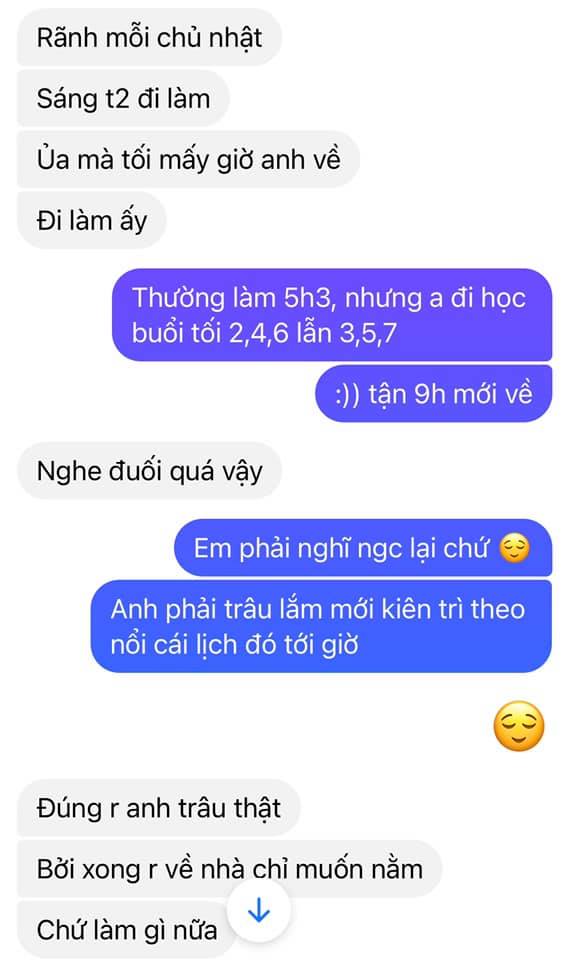 Rãnh mỗi chủ nhật
Sáng t2 đi làm
Ủa mà tối mấy giờ anh về
Đi làm ấy
Thường làm 5h3, nhưng a đi học
buổi tối 2,4,6 lẫn 3,5,7
:)) tận 9h mới về
Nghe đuối quá vậy
Em phải nghĩ ngc lại chứ 😌
Anh phải trâu lắm mới kiên trì theo
nổi cái lịch đó tới giờ
😌
Đúng r anh trâu thật
Bởi xong r về nhà chỉ muốn nằm
Chứ làm gì nữa